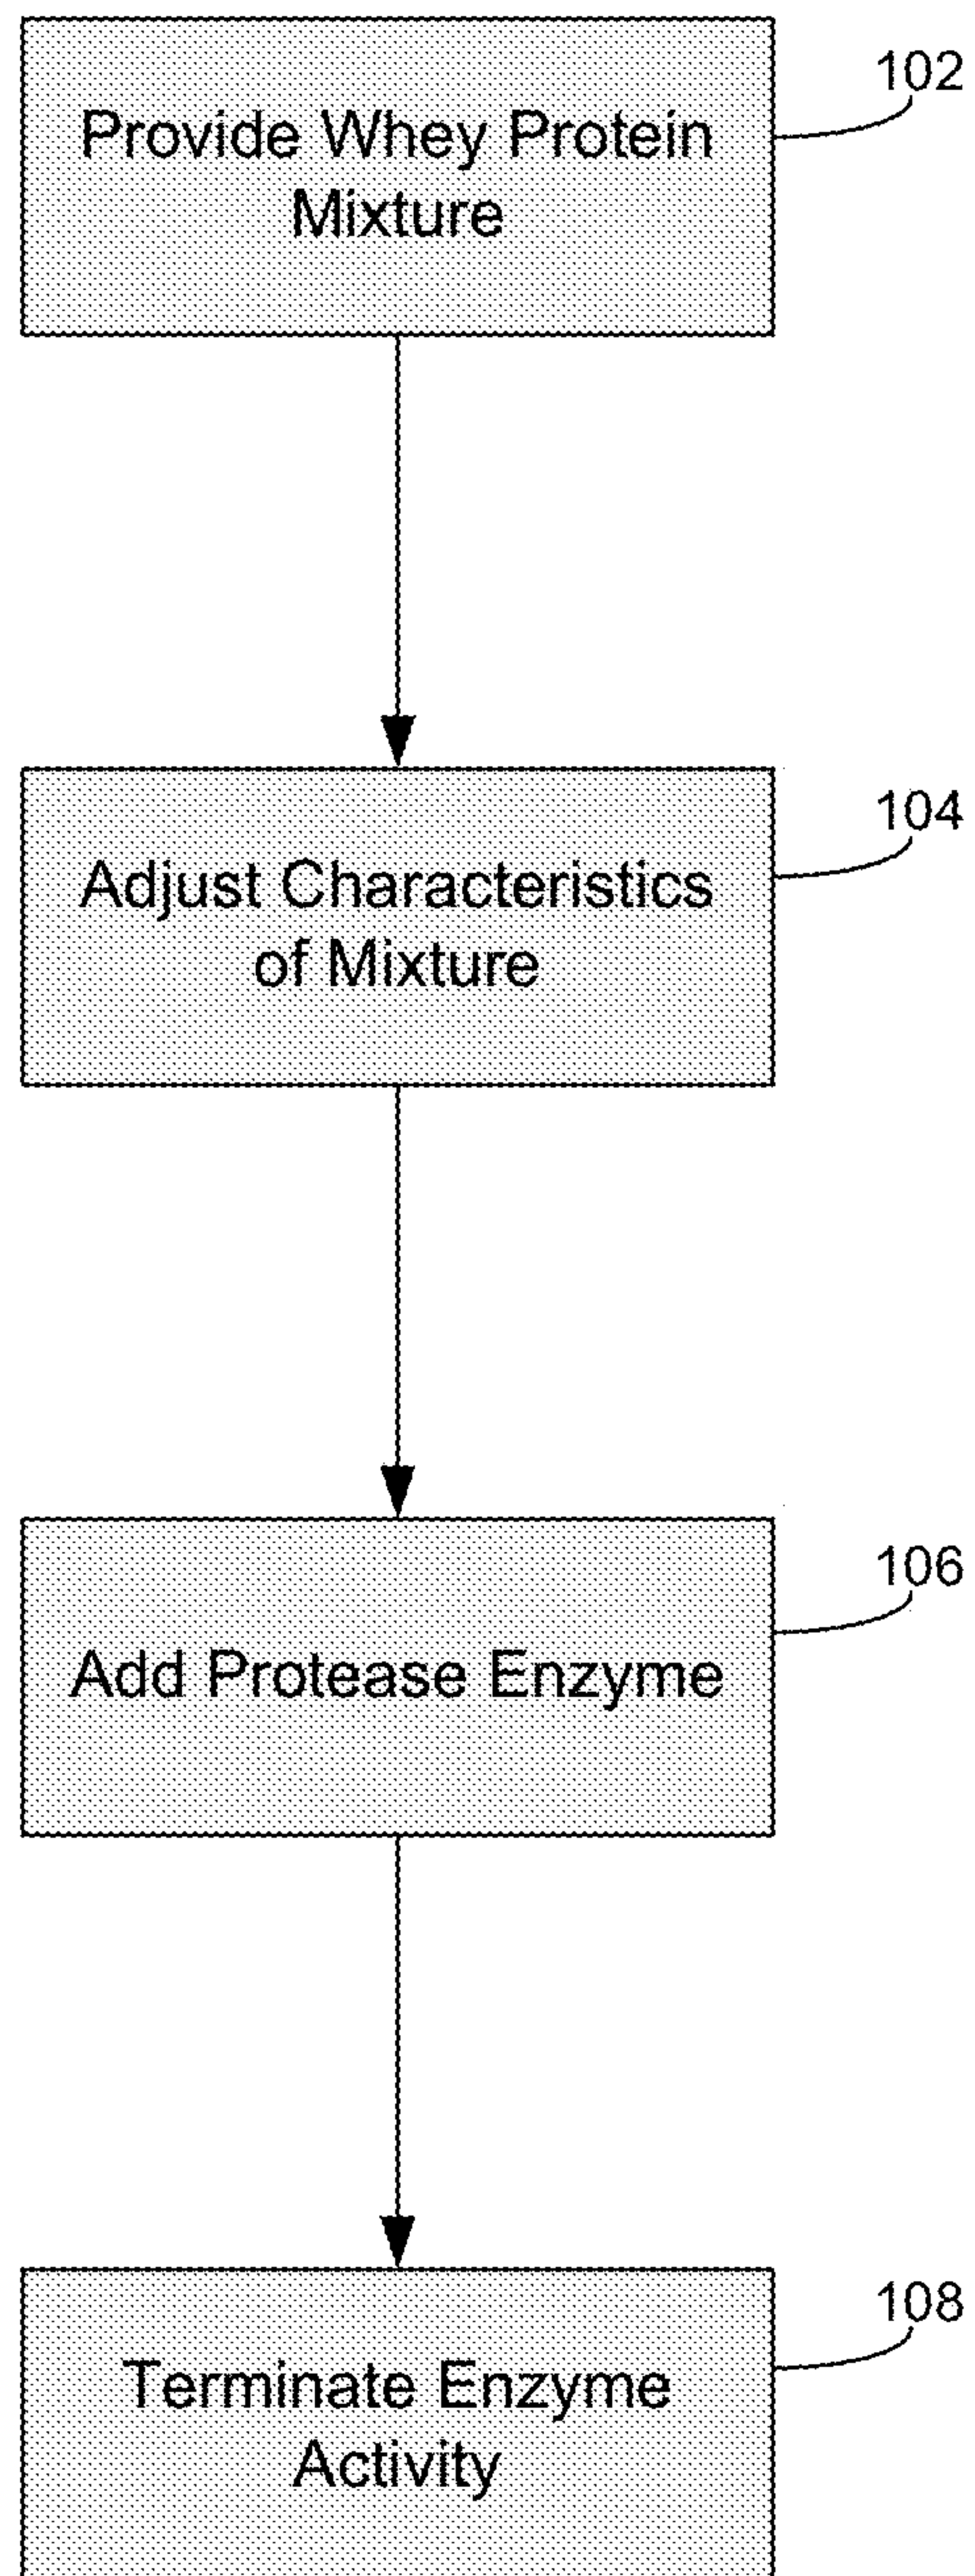 102
Provide Whey Protein
Mixture
104
Adjust Characteristics
of Mixture
106
Add Protease Enzyme
108
Terminate Enzyme
Activity